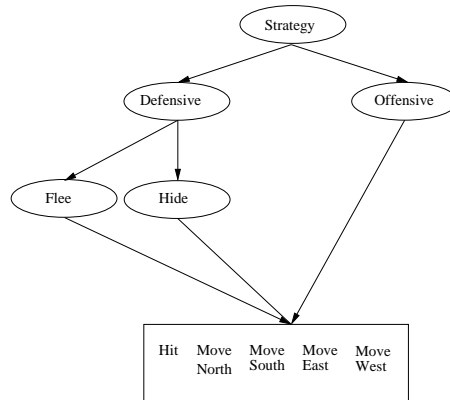 Strategy
Defensive
Offensive
Flee
Hide
Hit Move Move Move Move
North South East West